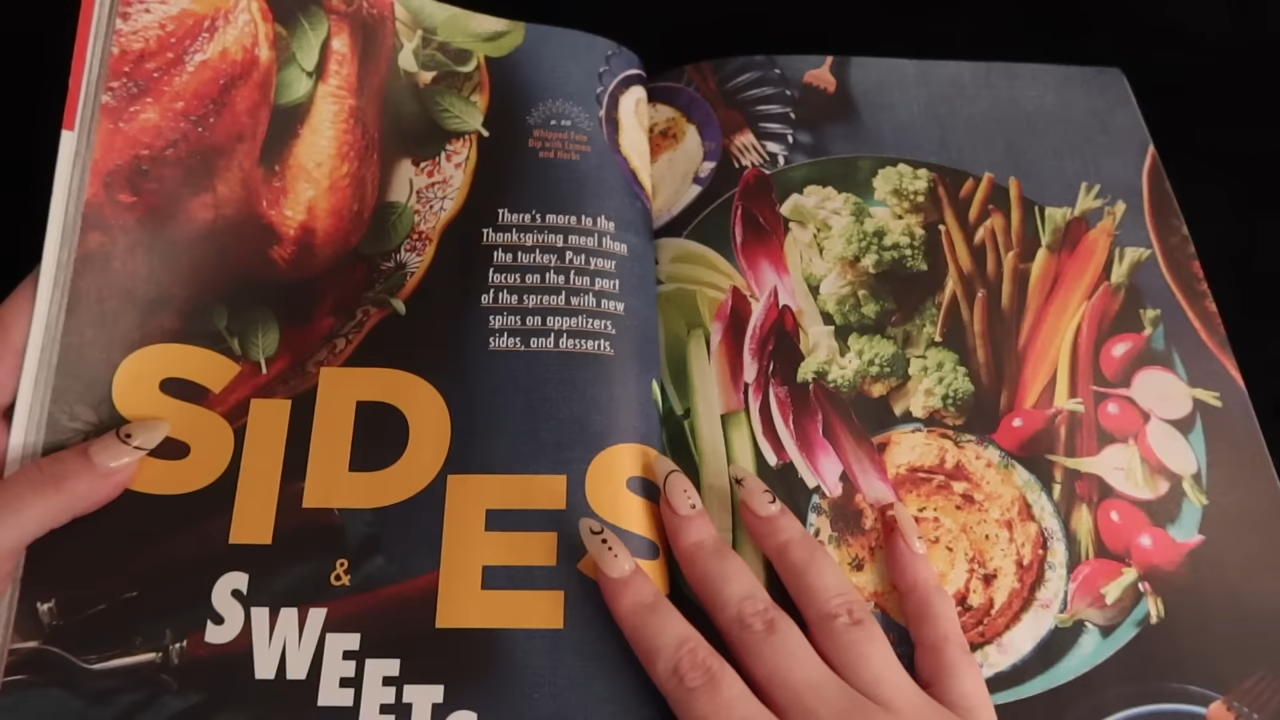 Whipped Feta
Dip with Lemon
and Herbs
There's more to the
Thanksgiving meal than
the turkey. Put your
focus on the fun part
of the spread with new
spins on appetizers,
sides, and desserts.
SIDES
&
SWEETS